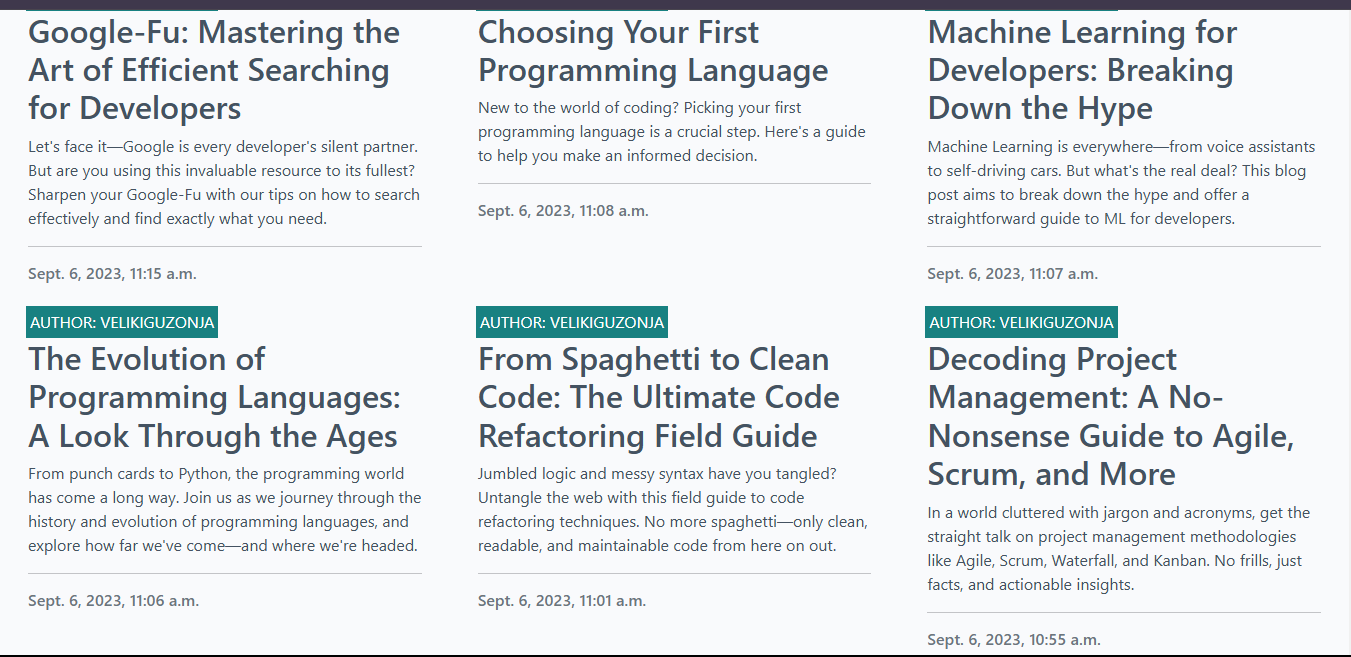 Google-Fu: Mastering the
Art of Efficient Searching
for Developers
Let's face it—Google is every developer's silent partner.
But are you using this invaluable resource to its fullest?
Sharpen your Google-Fu with our tips on how to search
effectively and find exactly what you need.
Sept. 6, 2023, 11:15 a.m.
Choosing Your First
Programming Language
New to the world of coding? Picking your first
programming language is a crucial step. Here's a guide
to help you make an informed decision.
Sept. 6, 2023, 11:08 a.m.
Machine Learning for
Developers: Breaking
Down the Hype
Machine Learning is everywhere—from voice assistants
to self-driving cars. But what's the real deal? This blog
post aims to break down the hype and offer a
straightforward guide to ML for developers.
Sept. 6, 2023, 11:07 a.m.
AUTHOR: VELIKIGUZONJA
The Evolution of
Programming Languages:
A Look Through the Ages
From punch cards to Python, the programming world
has come a long way. Join us as we journey through the
history and evolution of programming languages, and
explore how far we've come—and where we're headed.
Sept. 6, 2023, 11:06 a.m.
AUTHOR: VELIKIGUZONJA
From Spaghetti to Clean
Code: The Ultimate Code
Refactoring Field Guide
Jumbled logic and messy syntax have you tangled?
Untangle the web with this field guide to code
refactoring techniques. No more spaghetti—only clean,
readable, and maintainable code from here on out.
Sept. 6, 2023, 11:01 a.m.
AUTHOR: VELIKIGUZONJA
Decoding Project
Management: A No-
Nonsense Guide to Agile,
Scrum, and More
In a world cluttered with jargon and acronyms, get the
straight talk on project management methodologies
like Agile, Scrum, Waterfall, and Kanban. No frills, just
facts, and actionable insights.
Sept. 6, 2023, 10:55 a.m.